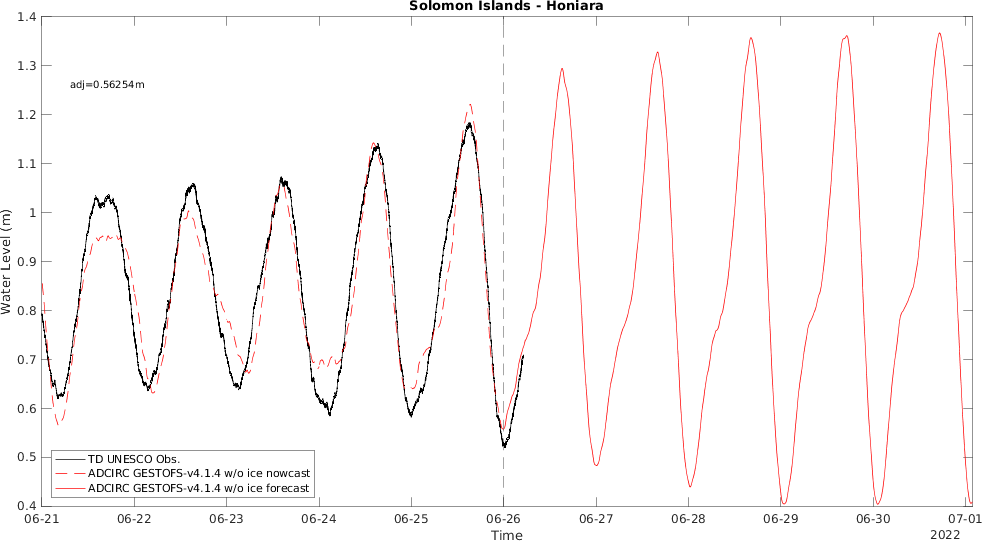 Solomon Islands - Honiara
1.4
1.3
1.2
1.1
1
0.9
0.8
0.7
0.6
0.5
0.4
Water Level (m)
adj=0.56254m
TD UNESCO Obs.
ADCIRC GESTOFS-v4.1.4 w/o ice nowcast
ADCIRC GESTOFS-v4.1.4 w/o ice forecast
06-21 06-22 06-23 06-24 06-25 06-26 06-27 06-28 06-29 06-30 07-01
Time
2022